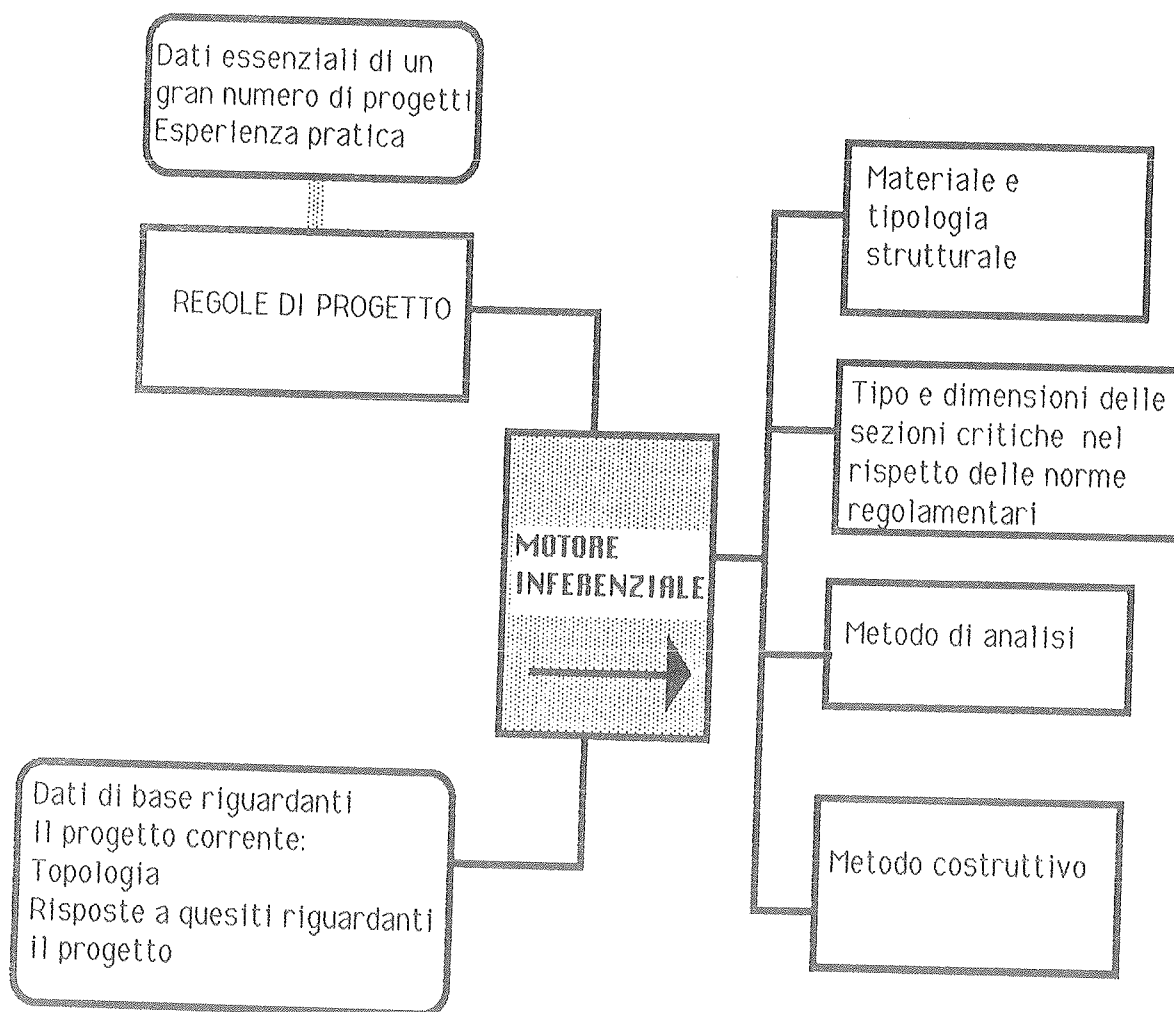 Dati essenziali di un
gran numero di progetti
Esperienza pratica
REGOLE DI PROGETTO
MOTORE
INFERENZIALE
Dati di base riguardanti
il progetto corrente:
Topologia
Risposte a quesiti riguardanti
il progetto
Materiale e
tipologia
strutturale
Tipo e dimensioni delle
sezioni critiche nel
rispetto delle norme
regolamentari
Metodo di analisi
Metodo costruttivo